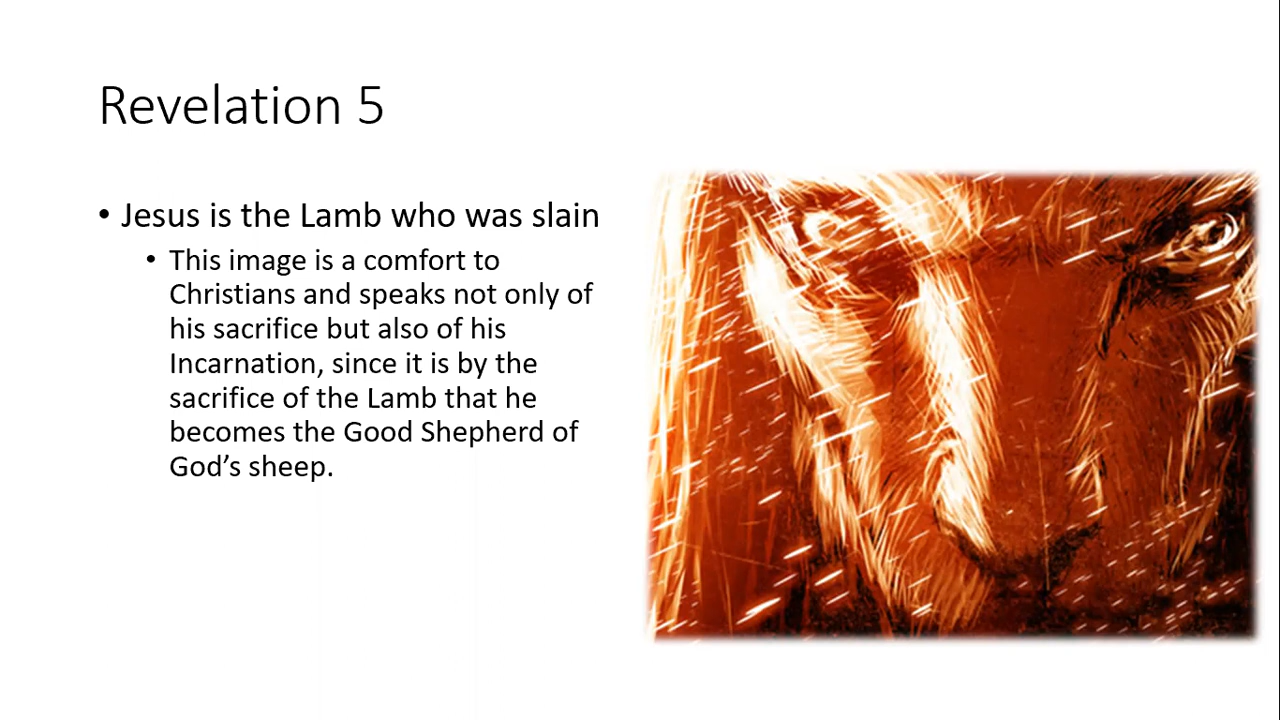 Revelation 5
• Jesus is the Lamb who was slain
• This image is a comfort to
Christians and speaks not only of
his sacrifice but also of his
Incarnation, since it is by the
sacrifice of the Lamb that he
becomes the Good Shepherd of
God’s sheep.